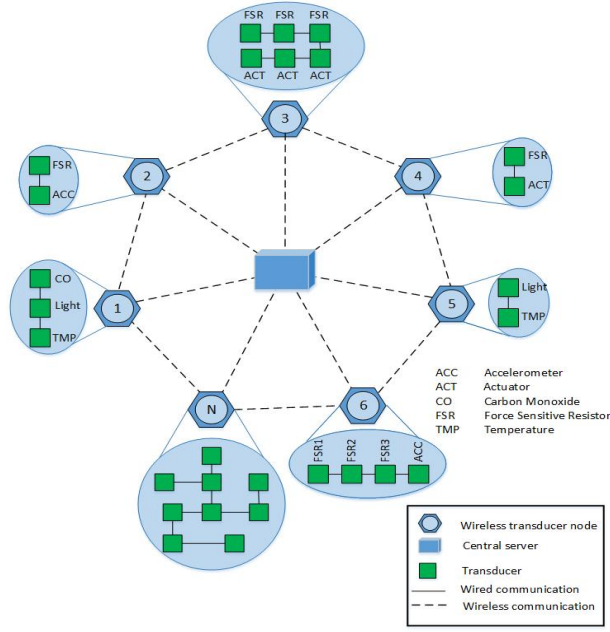 FSR FSR FSR
ACT ACT ACT
3
FSR
ACC
2
4
FSR
ACT
CO
Light
TMP
1
5
Light
TMP
N
6
FSR1 FSR2 FSR3 ACC
ACC Accelerometer
ACT Actuator
CO Carbon Monoxide
FSR Force Sensitive Resistor
TMP Temperature
Wireless transducer node
Central server
Transducer
Wired communication
Wireless communication